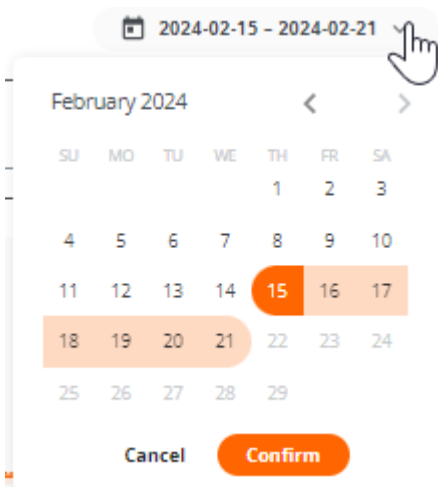 2024-02-15 – 2024-02-21
February 2024
SU MO TU WE TH FR SA
1 2 3
4 5 6 7 8 9 10
11 12 13 14 15 16 17
18 19 20 21 22 23 24
25 26 27 28 29
Cancel Confirm